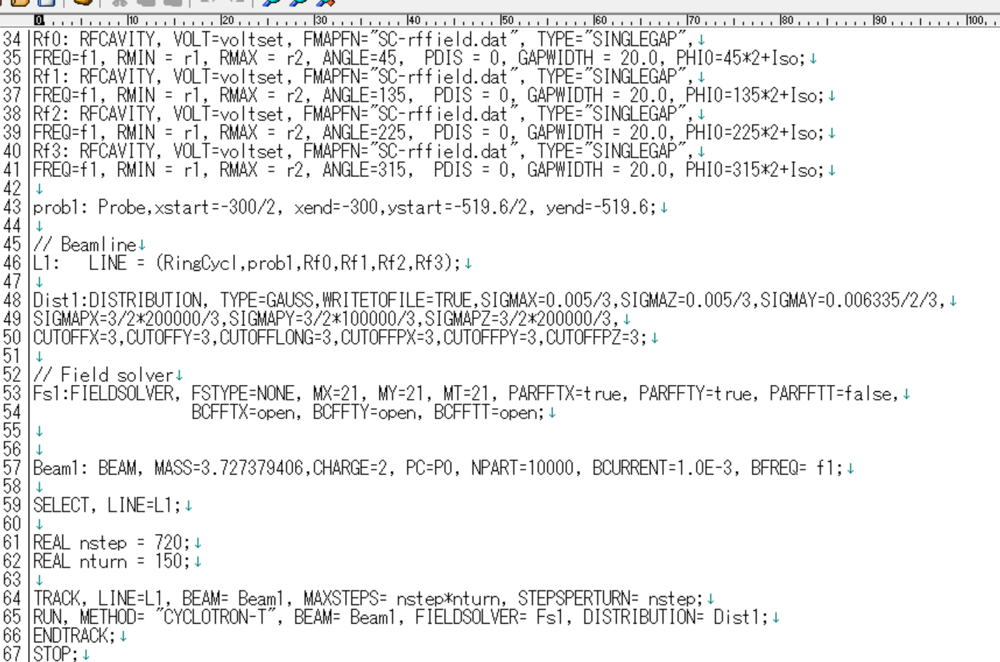 0 10 20 30 40 50 60 70 80 90 100
34 Rf0: RFCAVITY, VOLT=voltset, FMAPFN="SC-rffield.dat", TYPE="SINGLEGAP",↓
35 FREQ=f1, RMIN = r1, RMAX = r2, ANGLE=45,  PDIS = 0, GAPWIDTH = 20.0, PHI0=45*2+Iso;↓
36 Rf1: RFCAVITY, VOLT=voltset, FMAPFN="SC-rffield.dat", TYPE="SINGLEGAP",↓
37 FREQ=f1, RMIN = r1, RMAX = r2, ANGLE=135,  PDIS = 0, GAPWIDTH = 20.0, PHI0=135*2+Iso;↓
38 Rf2: RFCAVITY, VOLT=voltset, FMAPFN="SC-rffield.dat", TYPE="SINGLEGAP",↓
39 FREQ=f1, RMIN = r1, RMAX = r2, ANGLE=225,  PDIS = 0, GAPWIDTH = 20.0, PHI0=225*2+Iso;↓
40 Rf3: RFCAVITY, VOLT=voltset, FMAPFN="SC-rffield.dat", TYPE="SINGLEGAP",↓
41 FREQ=f1, RMIN = r1, RMAX = r2, ANGLE=315,  PDIS = 0, GAPWIDTH = 20.0, PHI0=315*2+Iso;↓
42 ↓
43 prob1: Probe,xstart=-300/2, xend=-300,ystart=-519.6/2, yend=-519.6;↓
44 ↓
45 // Beamline↓
46 L1:   LINE = (RingCycl,prob1,Rf0,Rf1,Rf2,Rf3);↓
47 ↓
48 Dist1:DISTRIBUTION, TYPE=GAUSS,WRITETOFILE=TRUE,SIGMAX=0.005/3,SIGMAZ=0.005/3,SIGMAY=0.006335/2/3,↓
49 SIGMAPX=3/2*200000/3,SIGMAPY=3/2*100000/3,SIGMAPZ=3/2*200000/3,↓
50 CUTOFFX=3,CUTOFFY=3,CUTOFFLONG=3,CUTOFFPX=3,CUTOFFPY=3,CUTOFFPZ=3;↓
51 ↓
52 // Field solver↓
53 Fs1:FIELDSOLVER, FSTYPE=NONE, MX=21, MY=21, MT=21, PARFFTX=true, PARFFTY=true, PARFFTT=false,↓
54                  BCFFTX=open, BCFFTY=open, BCFFTT=open;↓
55 ↓
56 ↓
57 Beam1: BEAM, MASS=3.727379406,CHARGE=2, PC=P0, NPART=10000, BCURRENT=1.0E-3, BFREQ= f1;↓
58 ↓
59 SELECT, LINE=L1;↓
60 ↓
61 REAL nstep = 720;↓
62 REAL nturn = 150;↓
63 ↓
64 TRACK, LINE=L1, BEAM= Beam1, MAXSTEPS= nstep*nturn, STEPSPERTURN= nstep;↓
65 RUN, METHOD= "CYCLOTRON-T", BEAM= Beam1, FIELDSOLVER= Fs1, DISTRIBUTION= Dist1;↓
66 ENDTRACK;↓
67 STOP;↓